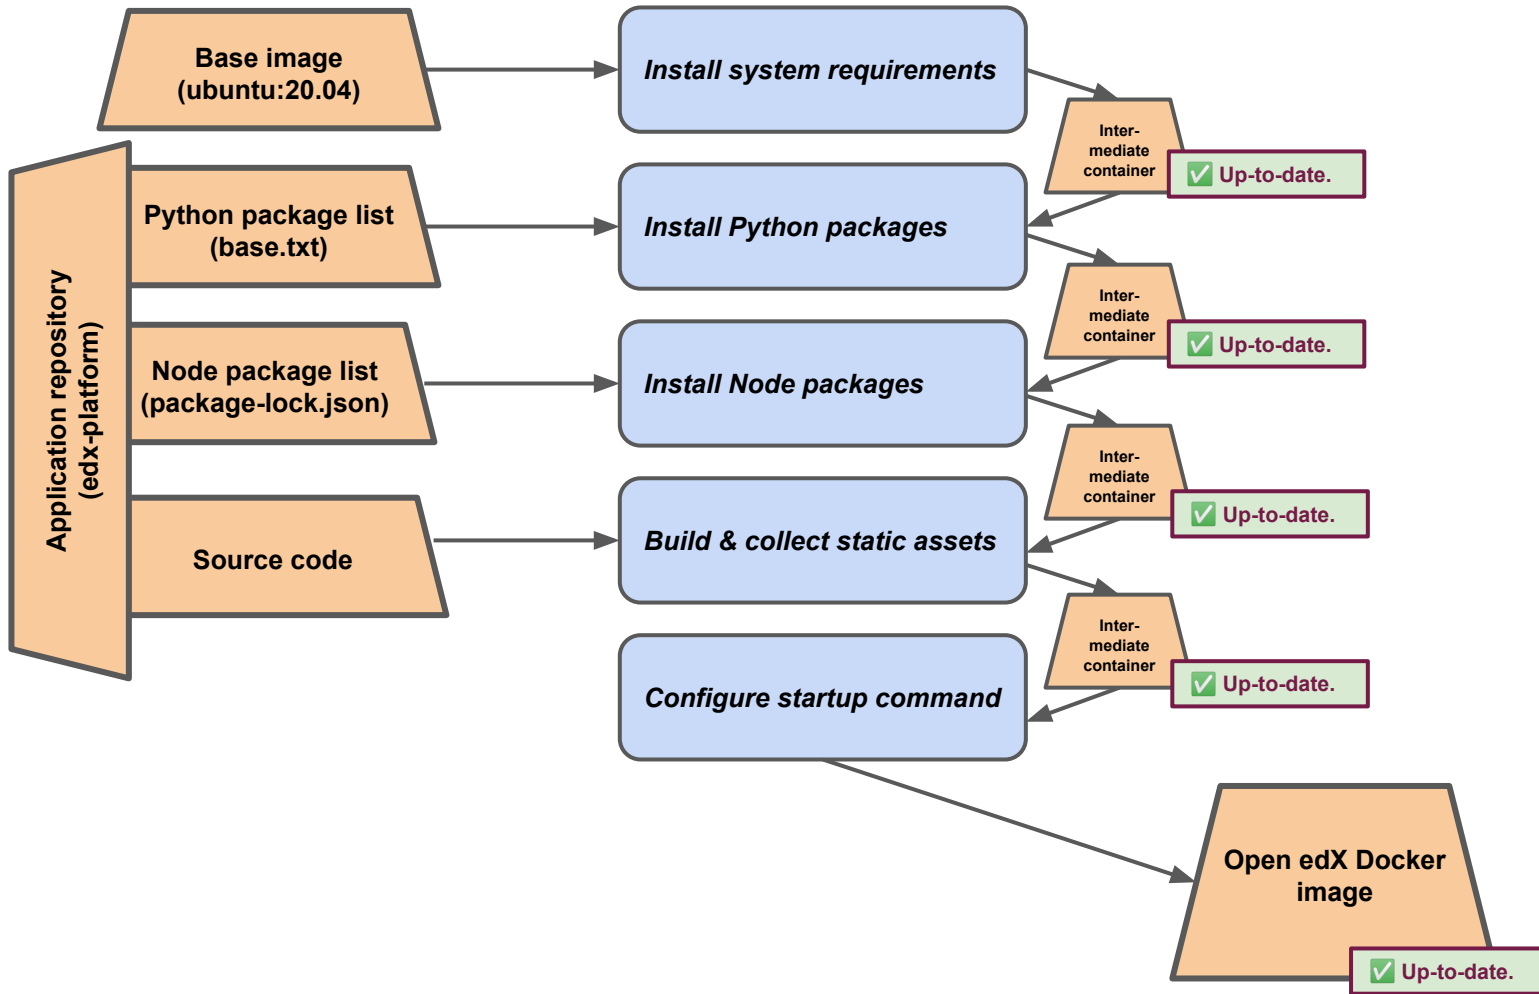 Base image
(ubuntu:20.04)
Install system requirements
Inter-
mediate
container
✅ Up-to-date.
Application repository
(edx-platform)
Python package list
(base.txt)
Install Python packages
Inter-
mediate
container
✅ Up-to-date.
Node package list
(package-lock.json)
Install Node packages
Inter-
mediate
container
✅ Up-to-date.
Source code
Build & collect static assets
Inter-
mediate
container
✅ Up-to-date.
Configure startup command
Open edX Docker
image
✅ Up-to-date.